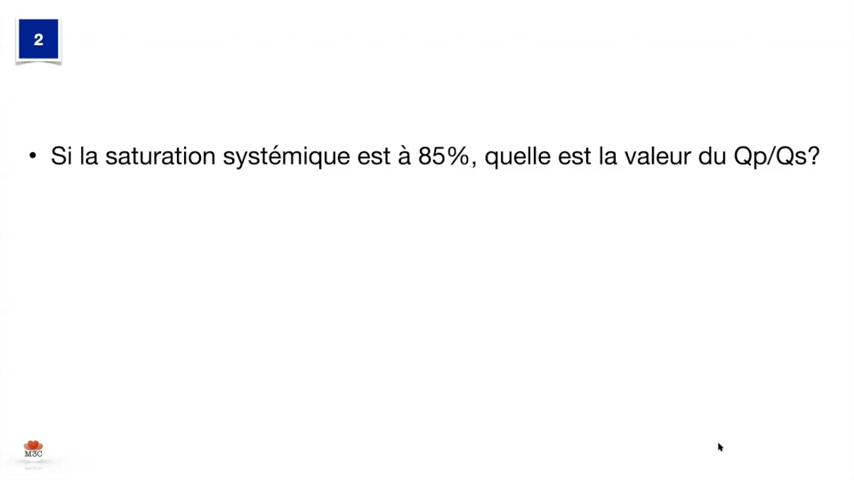 2
• Si la saturation systémique est à 85%, quelle est la valeur du Qp/Qs?
M3C